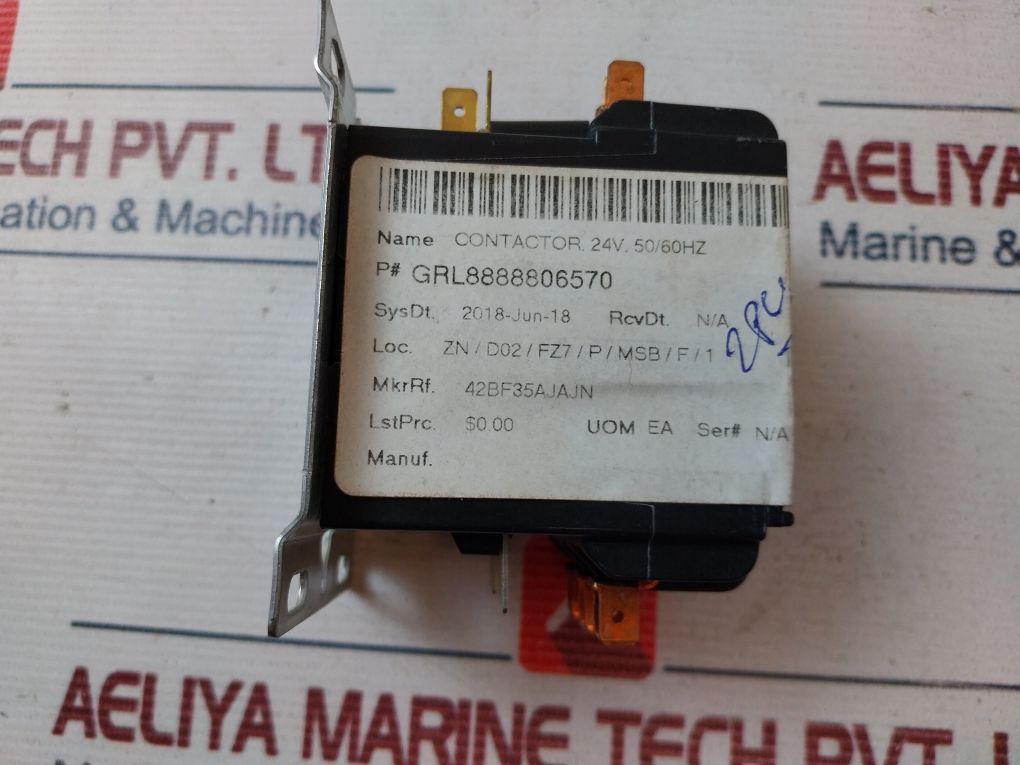 ECH PVT. LT
ation & Machine
AELIYA
Marine &
Name CONTACTOR, 24V, 50/60HZ
P# GRL8888806570
SysDt. 2018-Jun-18 RcvDt. N/A
2PC
Loc. ZN / D02 / FZ7 / P / MSB / F / 1
MkrRf. 42BF35AJAJN
LstPrc. $0.00 UOM EA Ser# N/A
Manuf.
AELIYA MARINE TECH PVT. L